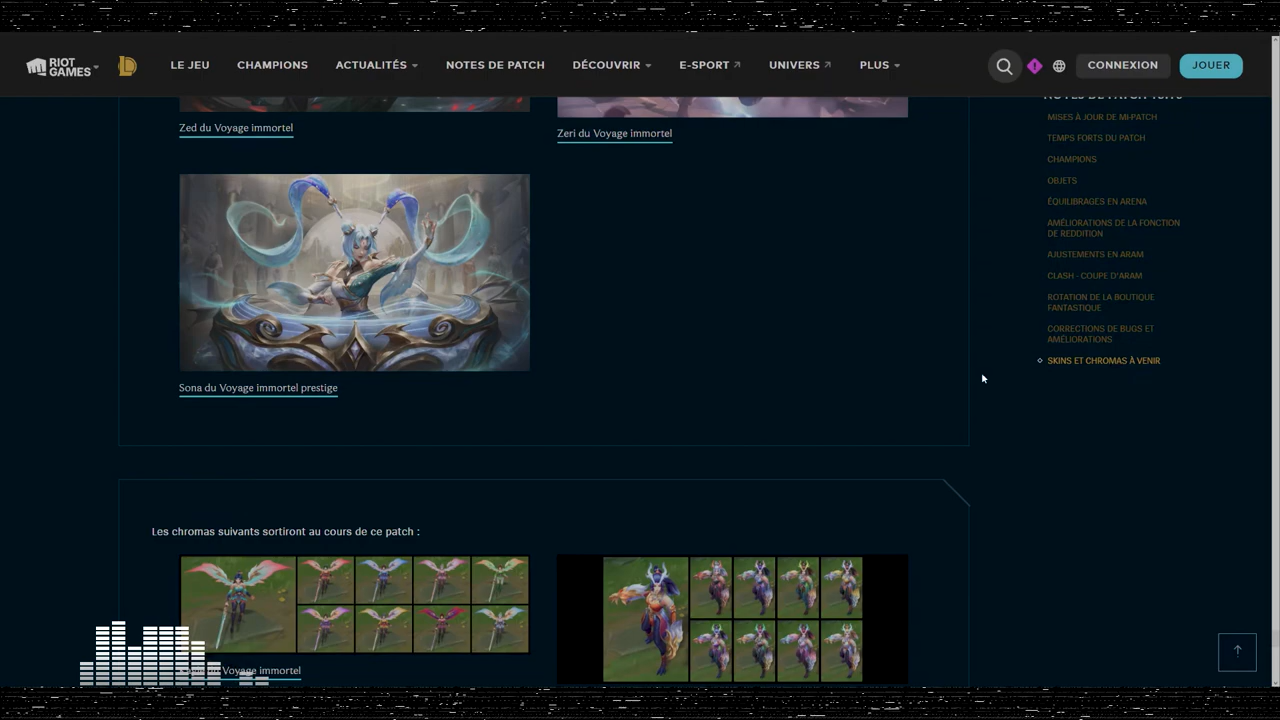 RIOT
GAMES
LE JEU
CHAMPIONS
ACTUALITÉS
NOTES DE PATCH
DÉCOUVRIR
E-SPORT
UNIVERS
PLUS
CONNEXION
JOUER
Zed du Voyage immortel
Zeri du Voyage immortel
Sona du Voyage immortel prestige
MISES À JOUR DE MI-PATCH
TEMPS FORTS DU PATCH
CHAMPIONS
OBJETS
ÉQUILIBRAGES EN ARENA
AMÉLIORATIONS DE LA FONCTION
DE REDDITION
AJUSTEMENTS EN ARAM
CLASH - COUPE D'ARAM
ROTATION DE LA BOUTIQUE
FANTASTIQUE
CORRECTIONS DE BUGS ET
AMÉLIORATIONS
SKINS ET CHROMAS À VENIR
Les chromas suivants sortiront au cours de ce patch :
Voyage immortel